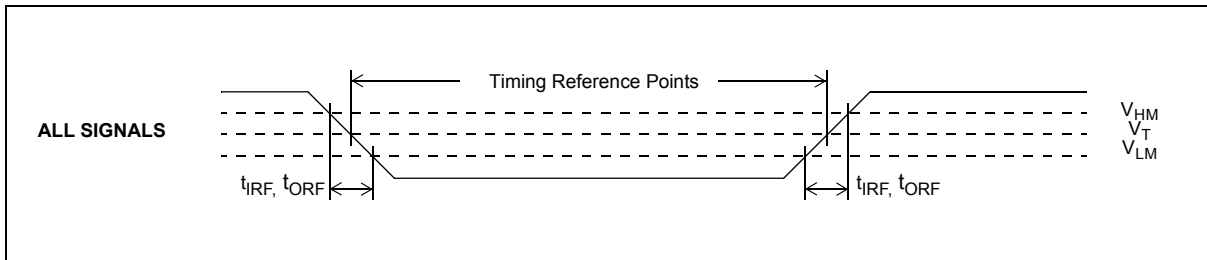 Timing Reference Points
ALL SIGNALS
V_HM
V_T
V_LM
t_IRF, t_ORF
t_IRF, t_ORF